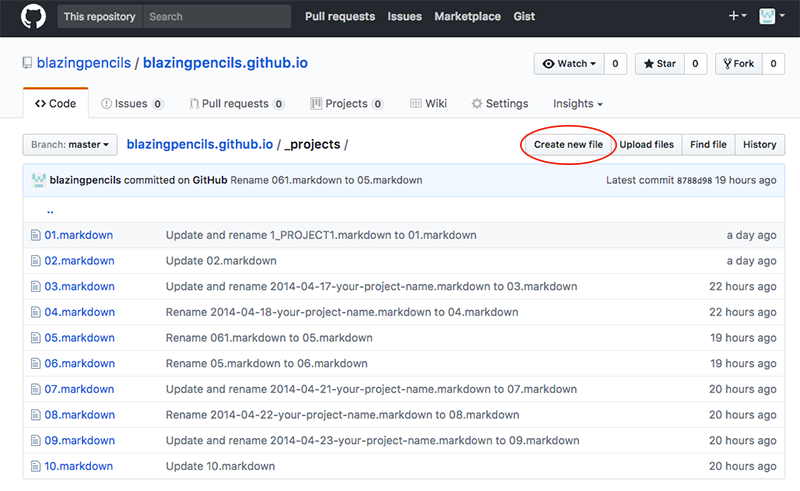 This repository Search Pull requests Issues Marketplace Gist
blazingpencils / blazingpencils.github.io Watch 0 Star 0 Fork 0
Code Issues 0 Pull requests 0 Projects 0 Wiki Settings Insights
Branch: master blazingpencils.github.io / _projects / Create new file Upload files Find file History
blazingpencils committed on GitHub Rename 061.markdown to 05.markdown Latest commit 8788d98 19 hours ago
..
01.markdown Update and rename 1_PROJECT1.markdown to 01.markdown a day ago
02.markdown Update 02.markdown a day ago
03.markdown Update and rename 2014-04-17-your-project-name.markdown to 03.markdown 22 hours ago
04.markdown Rename 2014-04-18-your-project-name.markdown to 04.markdown 22 hours ago
05.markdown Rename 061.markdown to 05.markdown 19 hours ago
06.markdown Rename 05.markdown to 06.markdown 19 hours ago
07.markdown Update and rename 2014-04-21-your-project-name.markdown to 07.markdown 20 hours ago
08.markdown Rename 2014-04-22-your-project-name.markdown to 08.markdown 20 hours ago
09.markdown Update and rename 2014-04-23-your-project-name.markdown to 09.markdown 20 hours ago
10.markdown Update 10.markdown 20 hours ago